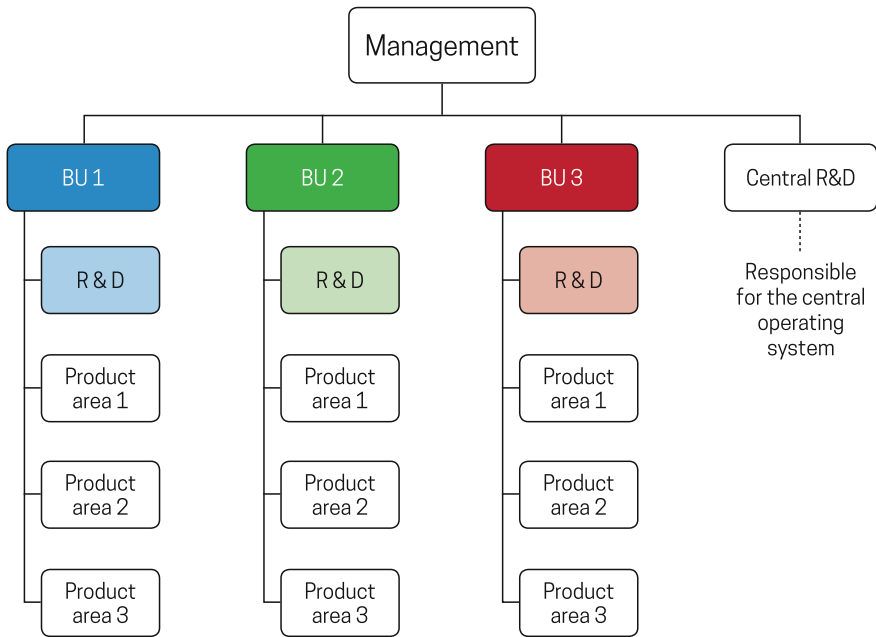 Management
BU 1
BU 2
BU 3
Central R&D
R & D
R & D
R & D
Responsible
for the central
operating
system
Product
area 1
Product
area 1
Product
area 1
Product
area 2
Product
area 2
Product
area 2
Product
area 3
Product
area 3
Product
area 3